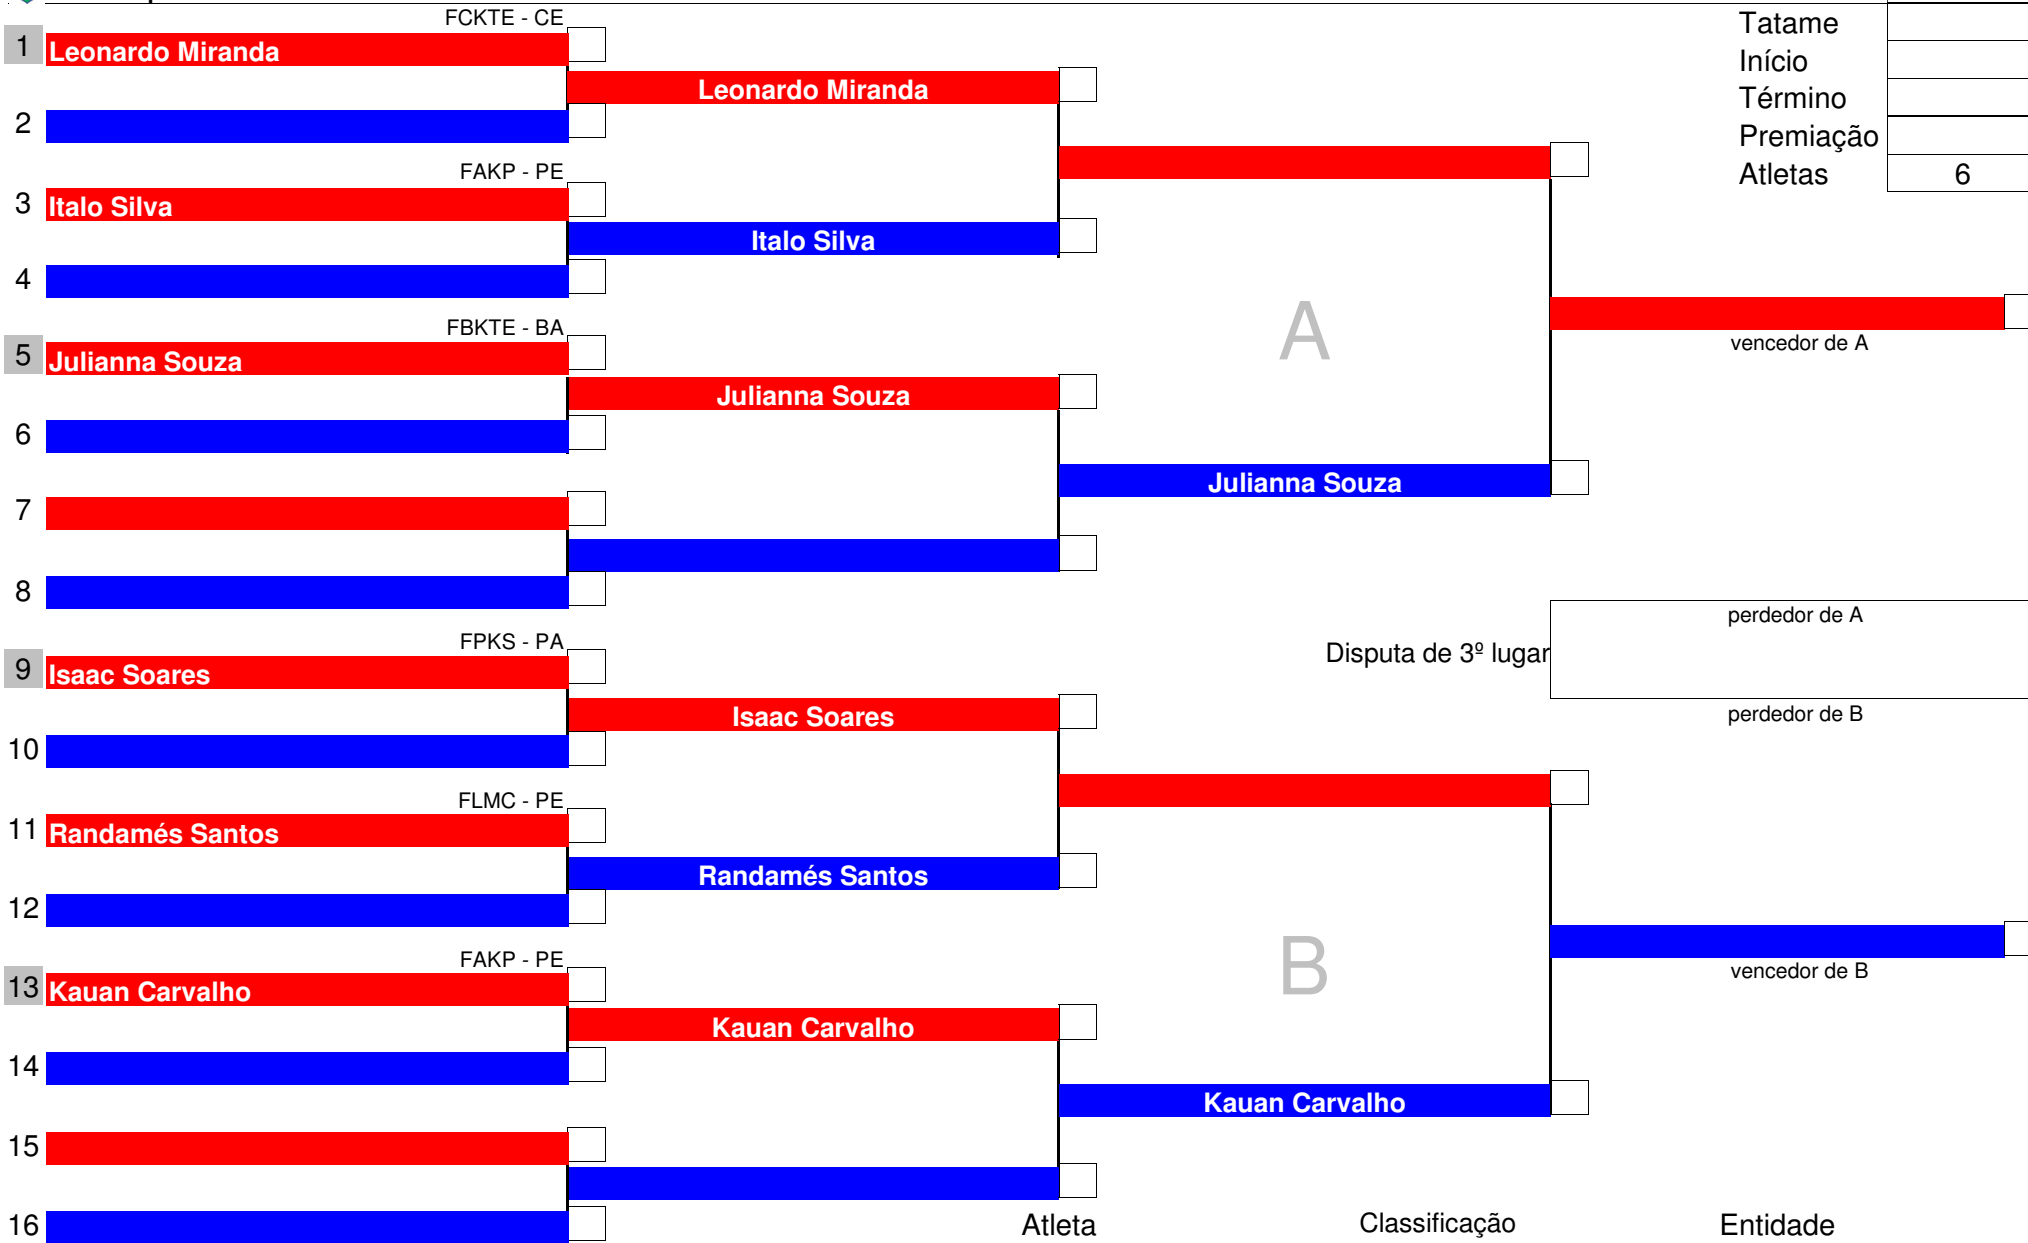 FCKTE - CE
1 Leonardo Miranda
Leonardo Miranda
2
FAKP - PE
3 Italo Silva
Italo Silva
4
FBKTE - BA
5 Julianna Souza
Julianna Souza
6
Julianna Souza
7
8
A
Tatame
Início
Término
Premiação
Atletas 6
vencedor de A
perdedor de A
Disputa de 3º lugar
perdedor de B
FPKS - PA
9 Isaac Soares
Isaac Soares
10
FLMC - PE
11 Randamés Santos
Randamés Santos
12
FAKP - PE
13 Kauan Carvalho
Kauan Carvalho
14
Kauan Carvalho
15
16
B
vencedor de B
Atleta Classificação Entidade